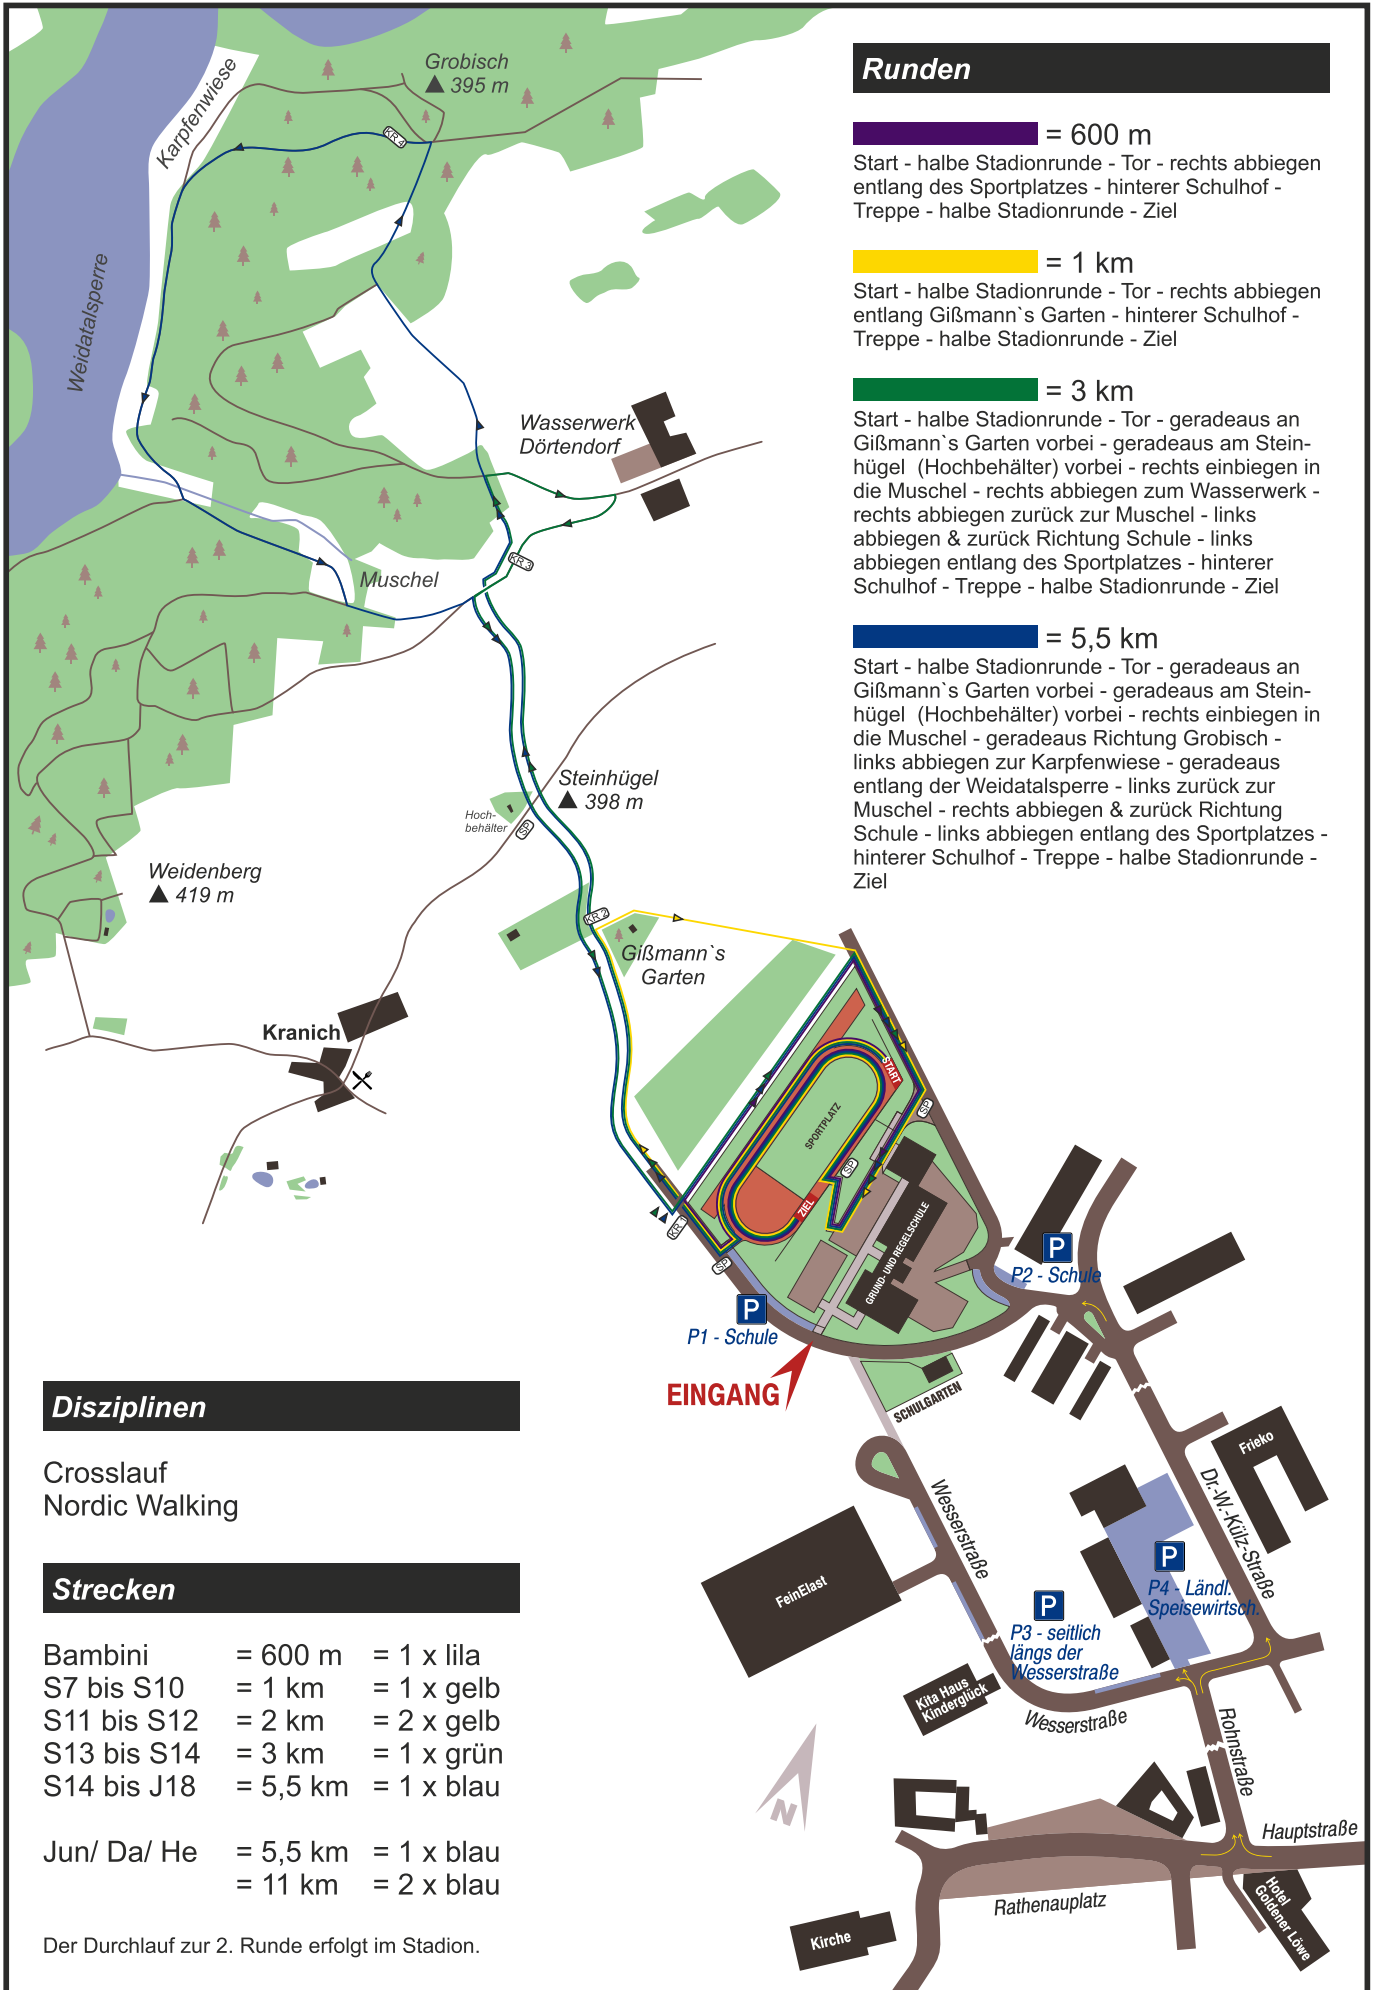 Runden
= 600 m
Start - halbe Stadionrunde - Tor - rechts abbiegen
entlang des Sportplatzes - hinterer Schulhof -
Treppe - halbe Stadionrunde - Ziel
= 1 km
Start - halbe Stadionrunde - Tor - rechts abbiegen
entlang Gißmann`s Garten - hinterer Schulhof -
Treppe - halbe Stadionrunde - Ziel
= 3 km
Start - halbe Stadionrunde - Tor - geradeaus an
Gißmann`s Garten vorbei - geradeaus am Stein-
hügel (Hochbehälter) vorbei - rechts einbiegen in
die Muschel - rechts abbiegen zum Wasserwerk -
rechts abbiegen zurück zur Muschel - links
abbiegen & zurück Richtung Schule - links
abbiegen entlang des Sportplatzes - hinterer
Schulhof - Treppe - halbe Stadionrunde - Ziel
= 5,5 km
Start - halbe Stadionrunde - Tor - geradeaus an
Gißmann`s Garten vorbei - geradeaus am Stein-
hügel (Hochbehälter) vorbei - rechts einbiegen in
die Muschel - geradeaus Richtung Grobisch -
links abbiegen zur Karpfenwiese - geradeaus
entlang der Weidatalsperre - links zurück zur
Muschel - rechts abbiegen & zurück Richtung
Schule - links abbiegen entlang des Sportplatzes -
hinterer Schulhof - Treppe - halbe Stadionrunde -
Ziel
Grobisch
395 m
Karpfenwiese
KR 4
Weidatalsperre
Wasserwerk
Dörtendorf
KR 3
Muschel
Steinhügel
398 m
Hoch-
behälter
SP
Weidenberg
419 m
KR 2
Gißmann`s
Garten
Kranich
START
SPORTPLATZ
SP
SP
ZIEL
KR 1
SP
GRUND- UND REGELSCHULE
P
P2 - Schule
P
P1 - Schule
EINGANG
SCHULGARTEN
Disziplinen
Crosslauf
Nordic Walking
Strecken
Bambini = 600 m = 1 x lila
S7 bis S10 = 1 km = 1 x gelb
S11 bis S12 = 2 km = 2 x gelb
S13 bis S14 = 3 km = 1 x grün
S14 bis J18 = 5,5 km = 1 x blau
Jun/ Da/ He = 5,5 km = 1 x blau
= 11 km = 2 x blau
Der Durchlauf zur 2. Runde erfolgt im Stadion.
Frieko
Wesserstraße
Dr.-W.-Külz-Straße
FeinElast
P
P4 - Ländl.
Speisewirtsch.
P
P3 - seitlich
längs der
Wesserstraße
Kita Haus
Kinderglück
Wesserstraße
Rohnstraße
N
Hauptstraße
Rathenauplatz
Hotel
Goldener Löwe
Kirche